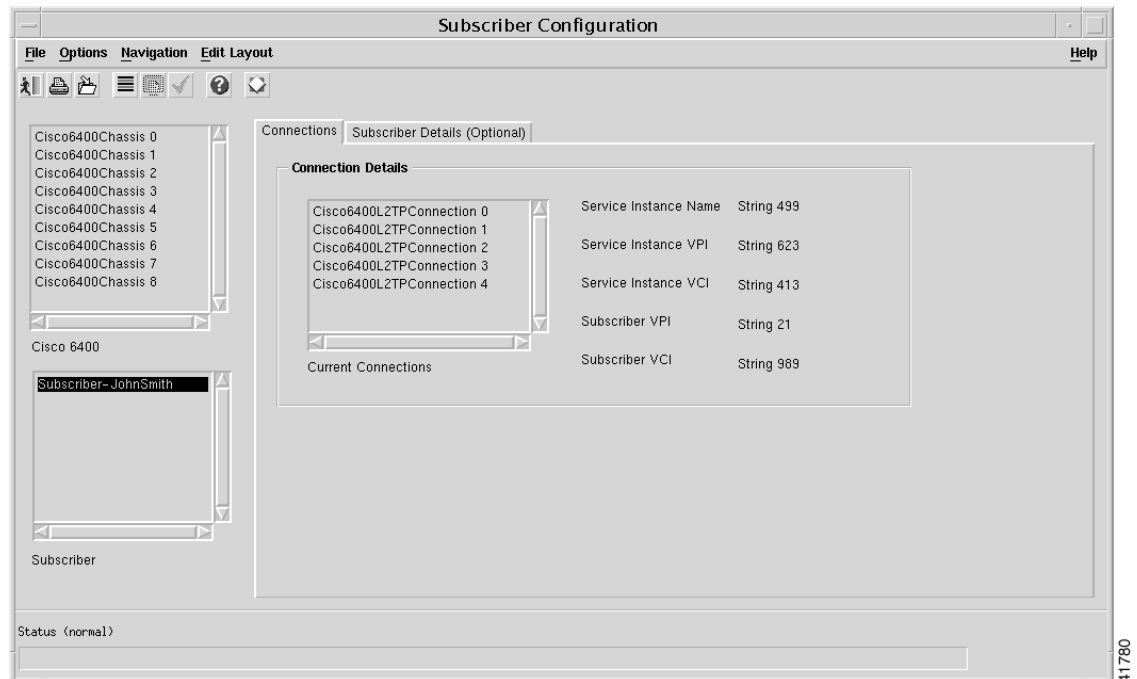 Subscriber Configuration
File Options Navigation Edit Layout Help
Cisco6400Chassis 0
Cisco6400Chassis 1
Cisco6400Chassis 2
Cisco6400Chassis 3
Cisco6400Chassis 4
Cisco6400Chassis 5
Cisco6400Chassis 6
Cisco6400Chassis 7
Cisco6400Chassis 8
Cisco 6400
Subscriber-JohnSmith
Subscriber
Connections Subscriber Details (Optional)
Connection Details
Cisco6400L2TPConnection 0
Cisco6400L2TPConnection 1
Cisco6400L2TPConnection 2
Cisco6400L2TPConnection 3
Cisco6400L2TPConnection 4
Current Connections
Service Instance Name String 499
Service Instance VPI String 623
Service Instance VCI String 413
Subscriber VPI String 21
Subscriber VCI String 989
Status (normal)
41780